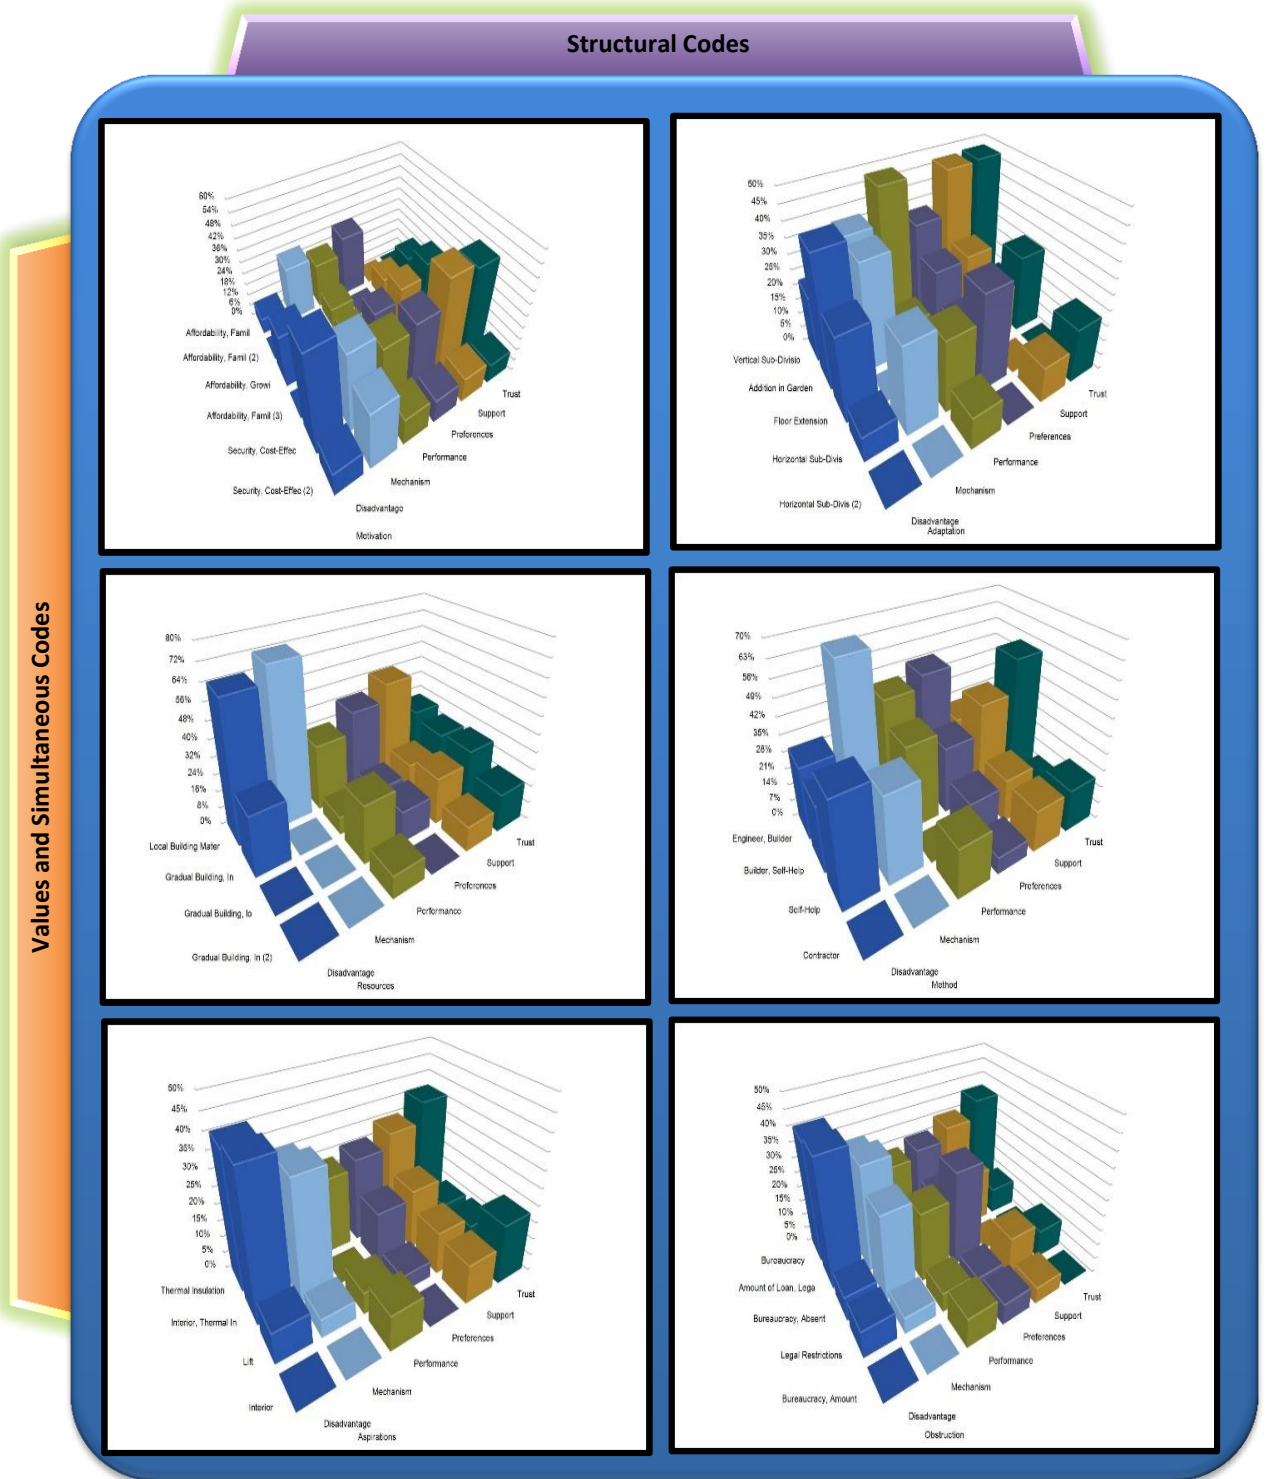 Structural Codes
Values and Simultaneous Codes
60%
54%
48%
42%
36%
30%
24%
18%
12%
6%
0%
Affordability, Famil
Affordability, Famil (2)
Affordability, Growi
Affordability, Famil (3)
Security, Cost-Effec
Security, Cost-Effec (2)
Trust
Support
Preferences
Performance
Mechanism
Disadvantage
Motivation
50%
45%
40%
35%
30%
25%
20%
15%
10%
5%
0%
Vertical Sub-Divisio
Addition in Garden
Floor Extension
Horizontal Sub-Divis
Horizontal Sub-Divis (2)
Trust
Support
Preferences
Performance
Mechanism
Disadvantage
Adaptation
80%
72%
64%
56%
48%
40%
32%
24%
16%
8%
0%
Local Building Mater
Gradual Building, In
Gradual Building, lo
Gradual Building, In (2)
Trust
Support
Preferences
Performance
Mechanism
Disadvantage
Resources
70%
63%
56%
49%
42%
35%
28%
21%
14%
7%
0%
Engineer, Builder
Builder, Self-Help
Self-Help
Contractor
Trust
Support
Preferences
Performance
Mechanism
Disadvantage
Method
50%
45%
40%
35%
30%
25%
20%
15%
10%
5%
0%
Thermal Insulation
Interior, Thermal In
Lift
Interior
Trust
Support
Preferences
Performance
Mechanism
Disadvantage
Aspirations
50%
45%
40%
35%
30%
25%
20%
15%
10%
5%
0%
Bureaucracy
Amount of Loan, Lega
Bureaucracy, Absent
Legal Restrictions
Bureaucracy, Amount
Trust
Support
Preferences
Performance
Mechanism
Disadvantage
Obstruction